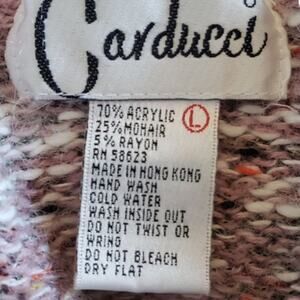 Carducci
70% ACRYLIC
25% MOHAIR
5% RAYON
L
RN 58623
MADE IN HONG KONG
HAND WASH
COLD WATER
WASH INSIDE OUT
DO NOT TWIST OR
WRING
DO NOT BLEACH
DRY FLAT